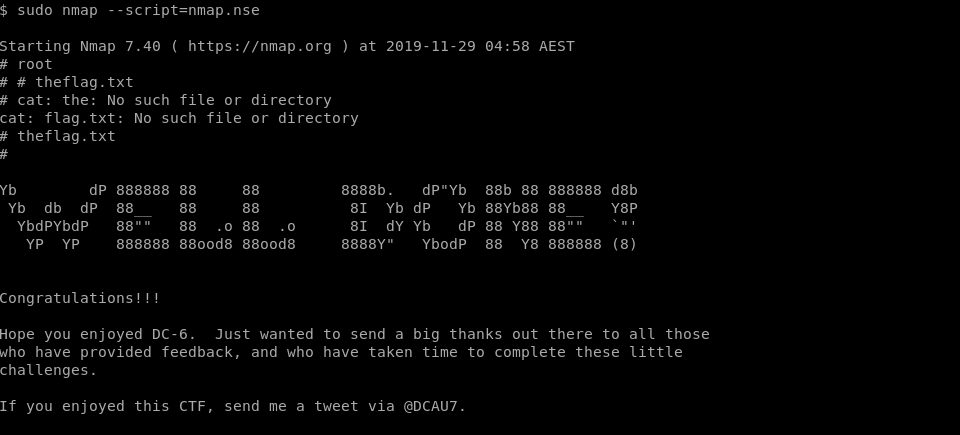 $ sudo nmap --script=nmap.nse

Starting Nmap 7.40 ( https://nmap.org ) at 2019-11-29 04:58 AEST
# root
# # theflag.txt
# cat: the: No such file or directory
cat: flag.txt: No such file or directory
# theflag.txt
#

Yb        dP 888888 88     88         8888b.   dP"Yb  88b 88 888888 d8b
 Yb  db  dP  88__   88     88          8I  Yb dP   Yb 88Yb88 88__   Y8P
  YbdPYbdP   88""   88  .o 88  .o      8I  dY Yb   dP 88 Y88 88""   `"'
   YP  YP    888888 88ood8 88ood8     8888Y"   YbodP  88  Y8 888888 (8)


Congratulations!!!

Hope you enjoyed DC-6.  Just wanted to send a big thanks out there to all those
who have provided feedback, and who have taken time to complete these little
challenges.

If you enjoyed this CTF, send me a tweet via @DCAU7.